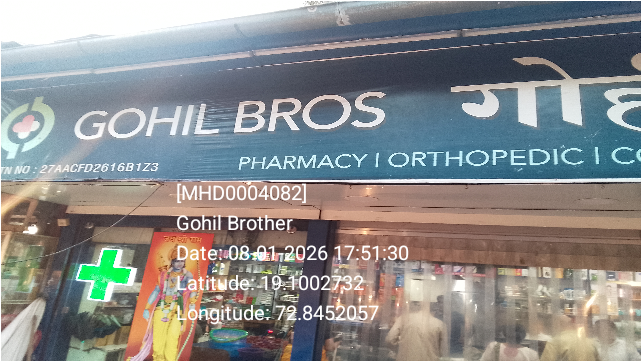 GOHIL BROS
TN NO : 27AACFD2616B1Z3
PHARMACY | ORTHOPEDIC |
[MHD0004082]
Gohil Brother
Date: 08-01-2026 17:51:30
Latitude: 19.1002732
Longitude: 72.8452057